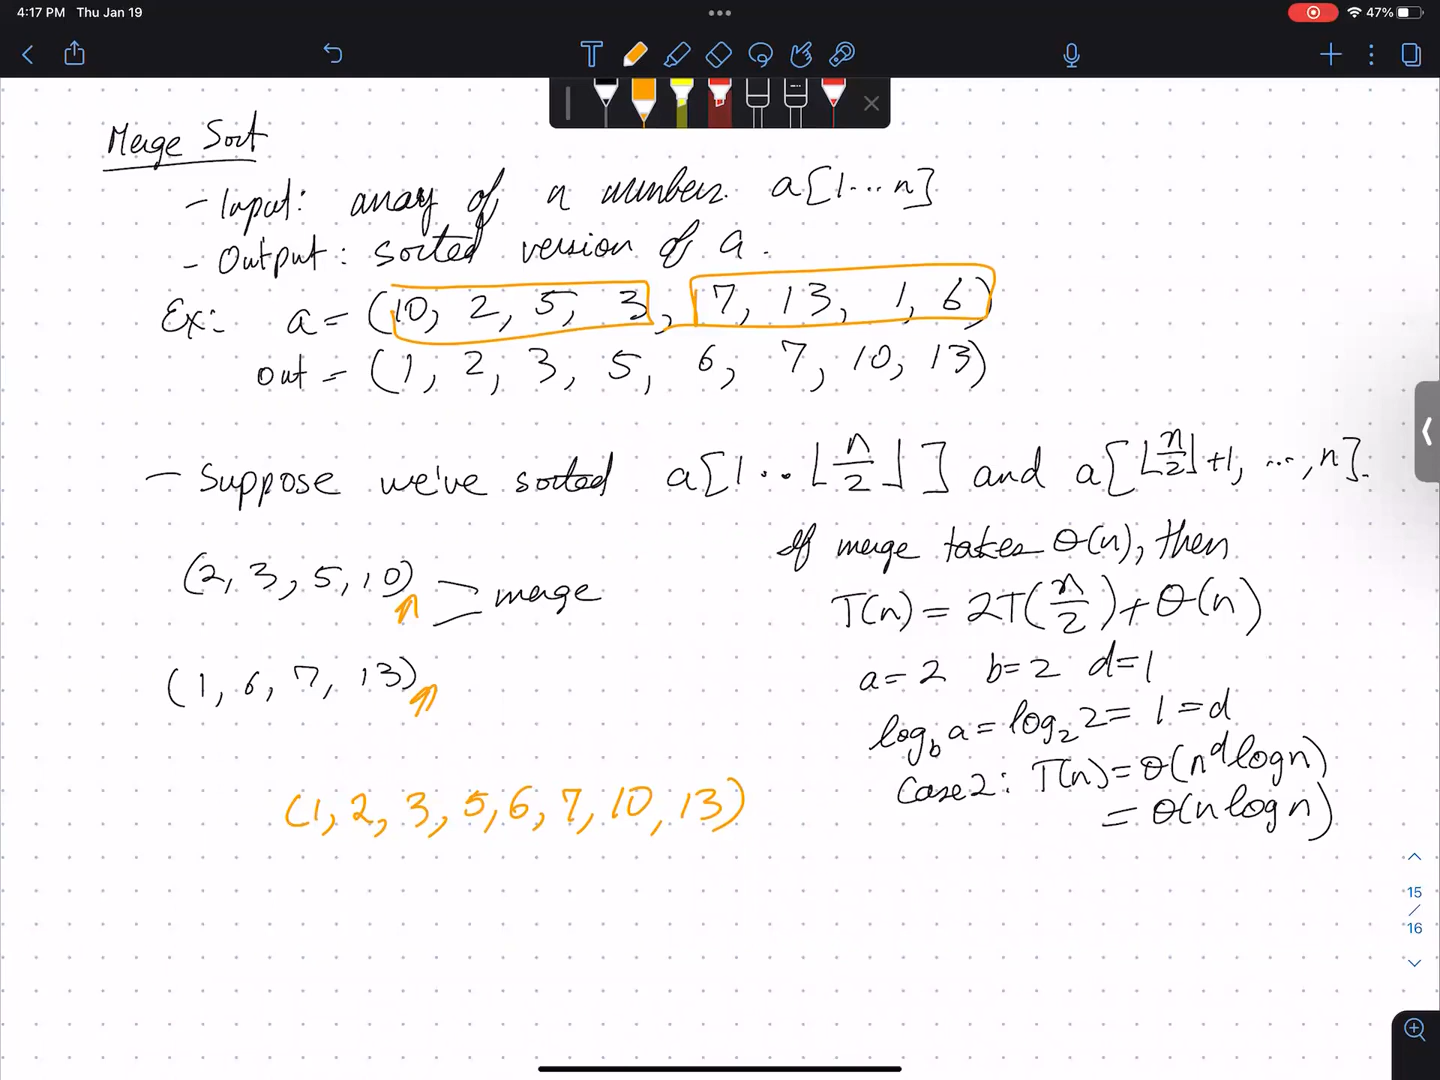 4:17 PM Thu Jan 19
47%
Merge Sort
- Input: array of n numbers. a[1...n]
- Output: sorted version of a.
Ex: a = (10, 2, 5, 3, 7, 13, 1, 6)
out = (1, 2, 3, 5, 6, 7, 10, 13)
- Suppose we've sorted a[1..⌊n/2⌋] and a[⌊n/2⌋+1, ..., n].
(2, 3, 5, 10)
merge
(1, 6, 7, 13)
(1, 2, 3, 5, 6, 7, 10, 13)
If merge takes Θ(n), then
T(n) = 2T(n/2) + Θ(n)
a = 2 b = 2 d = 1
log_b a = log_2 2 = 1 = d
Case 2: T(n) = Θ(n^d log n)
= Θ(n log n)
15
/
16